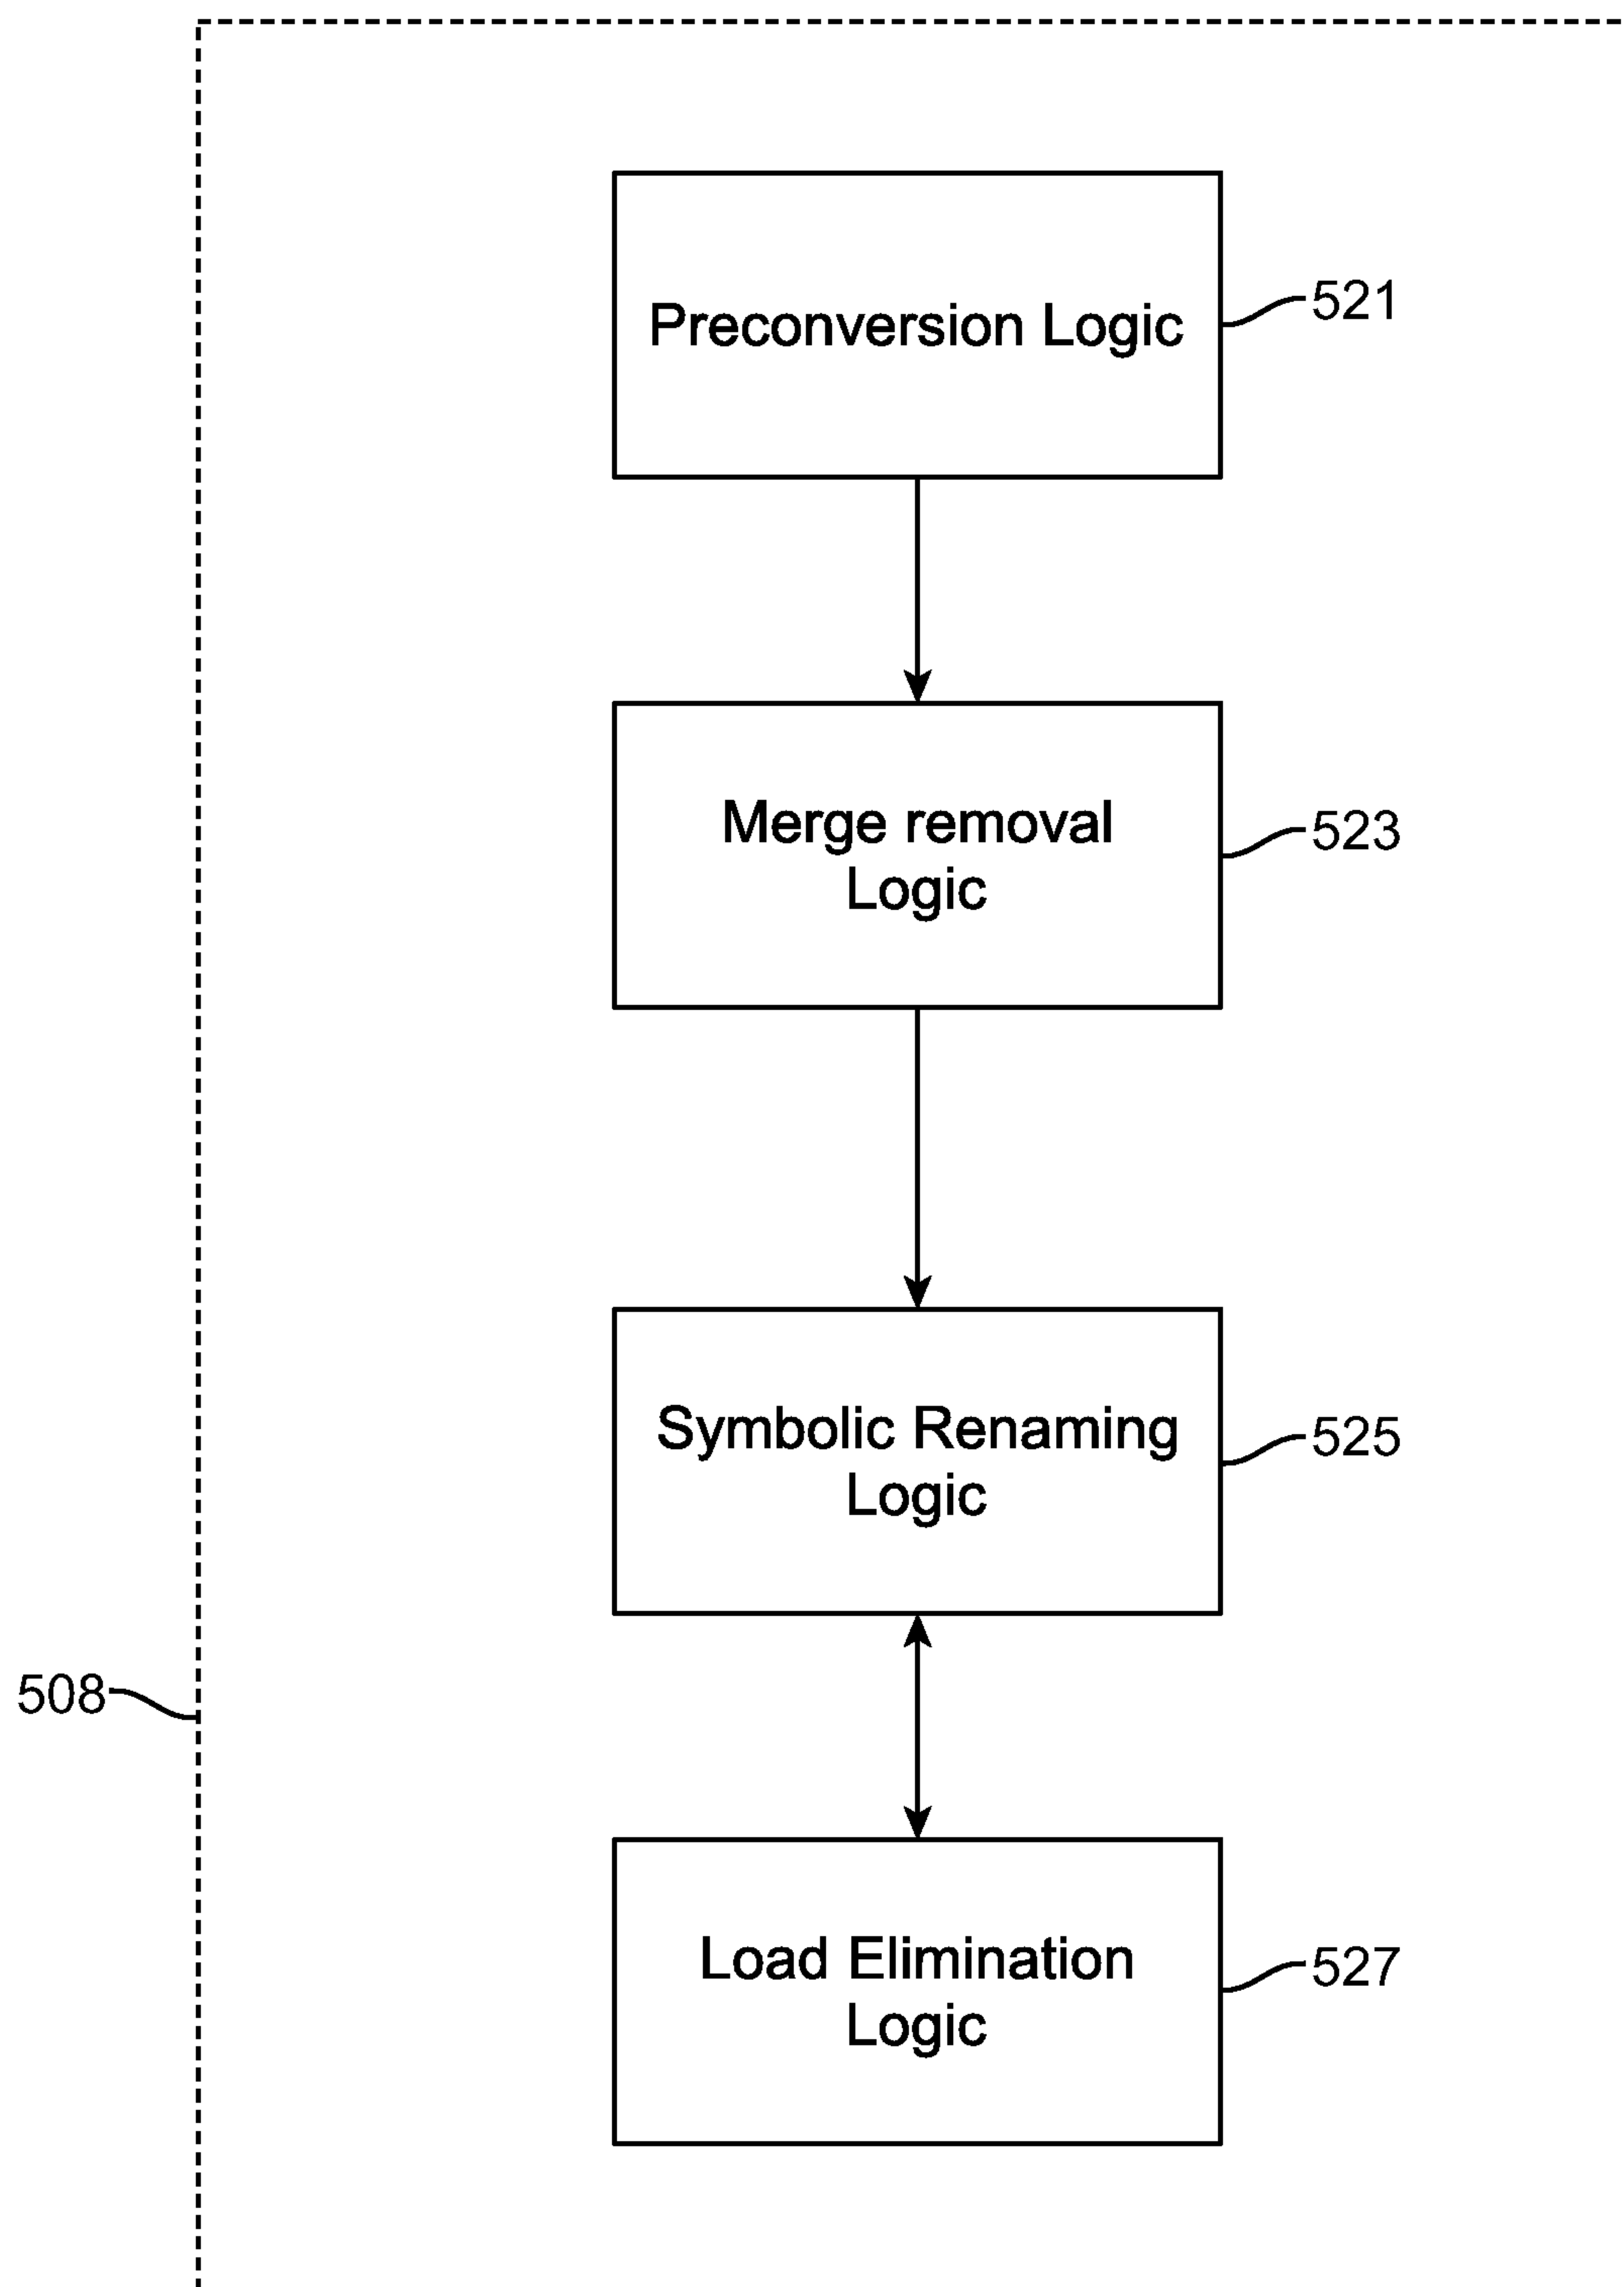 Preconversion Logic
521
Merge removal
Logic
523
Symbolic Renaming
Logic
525
508
Load Elimination
Logic
527